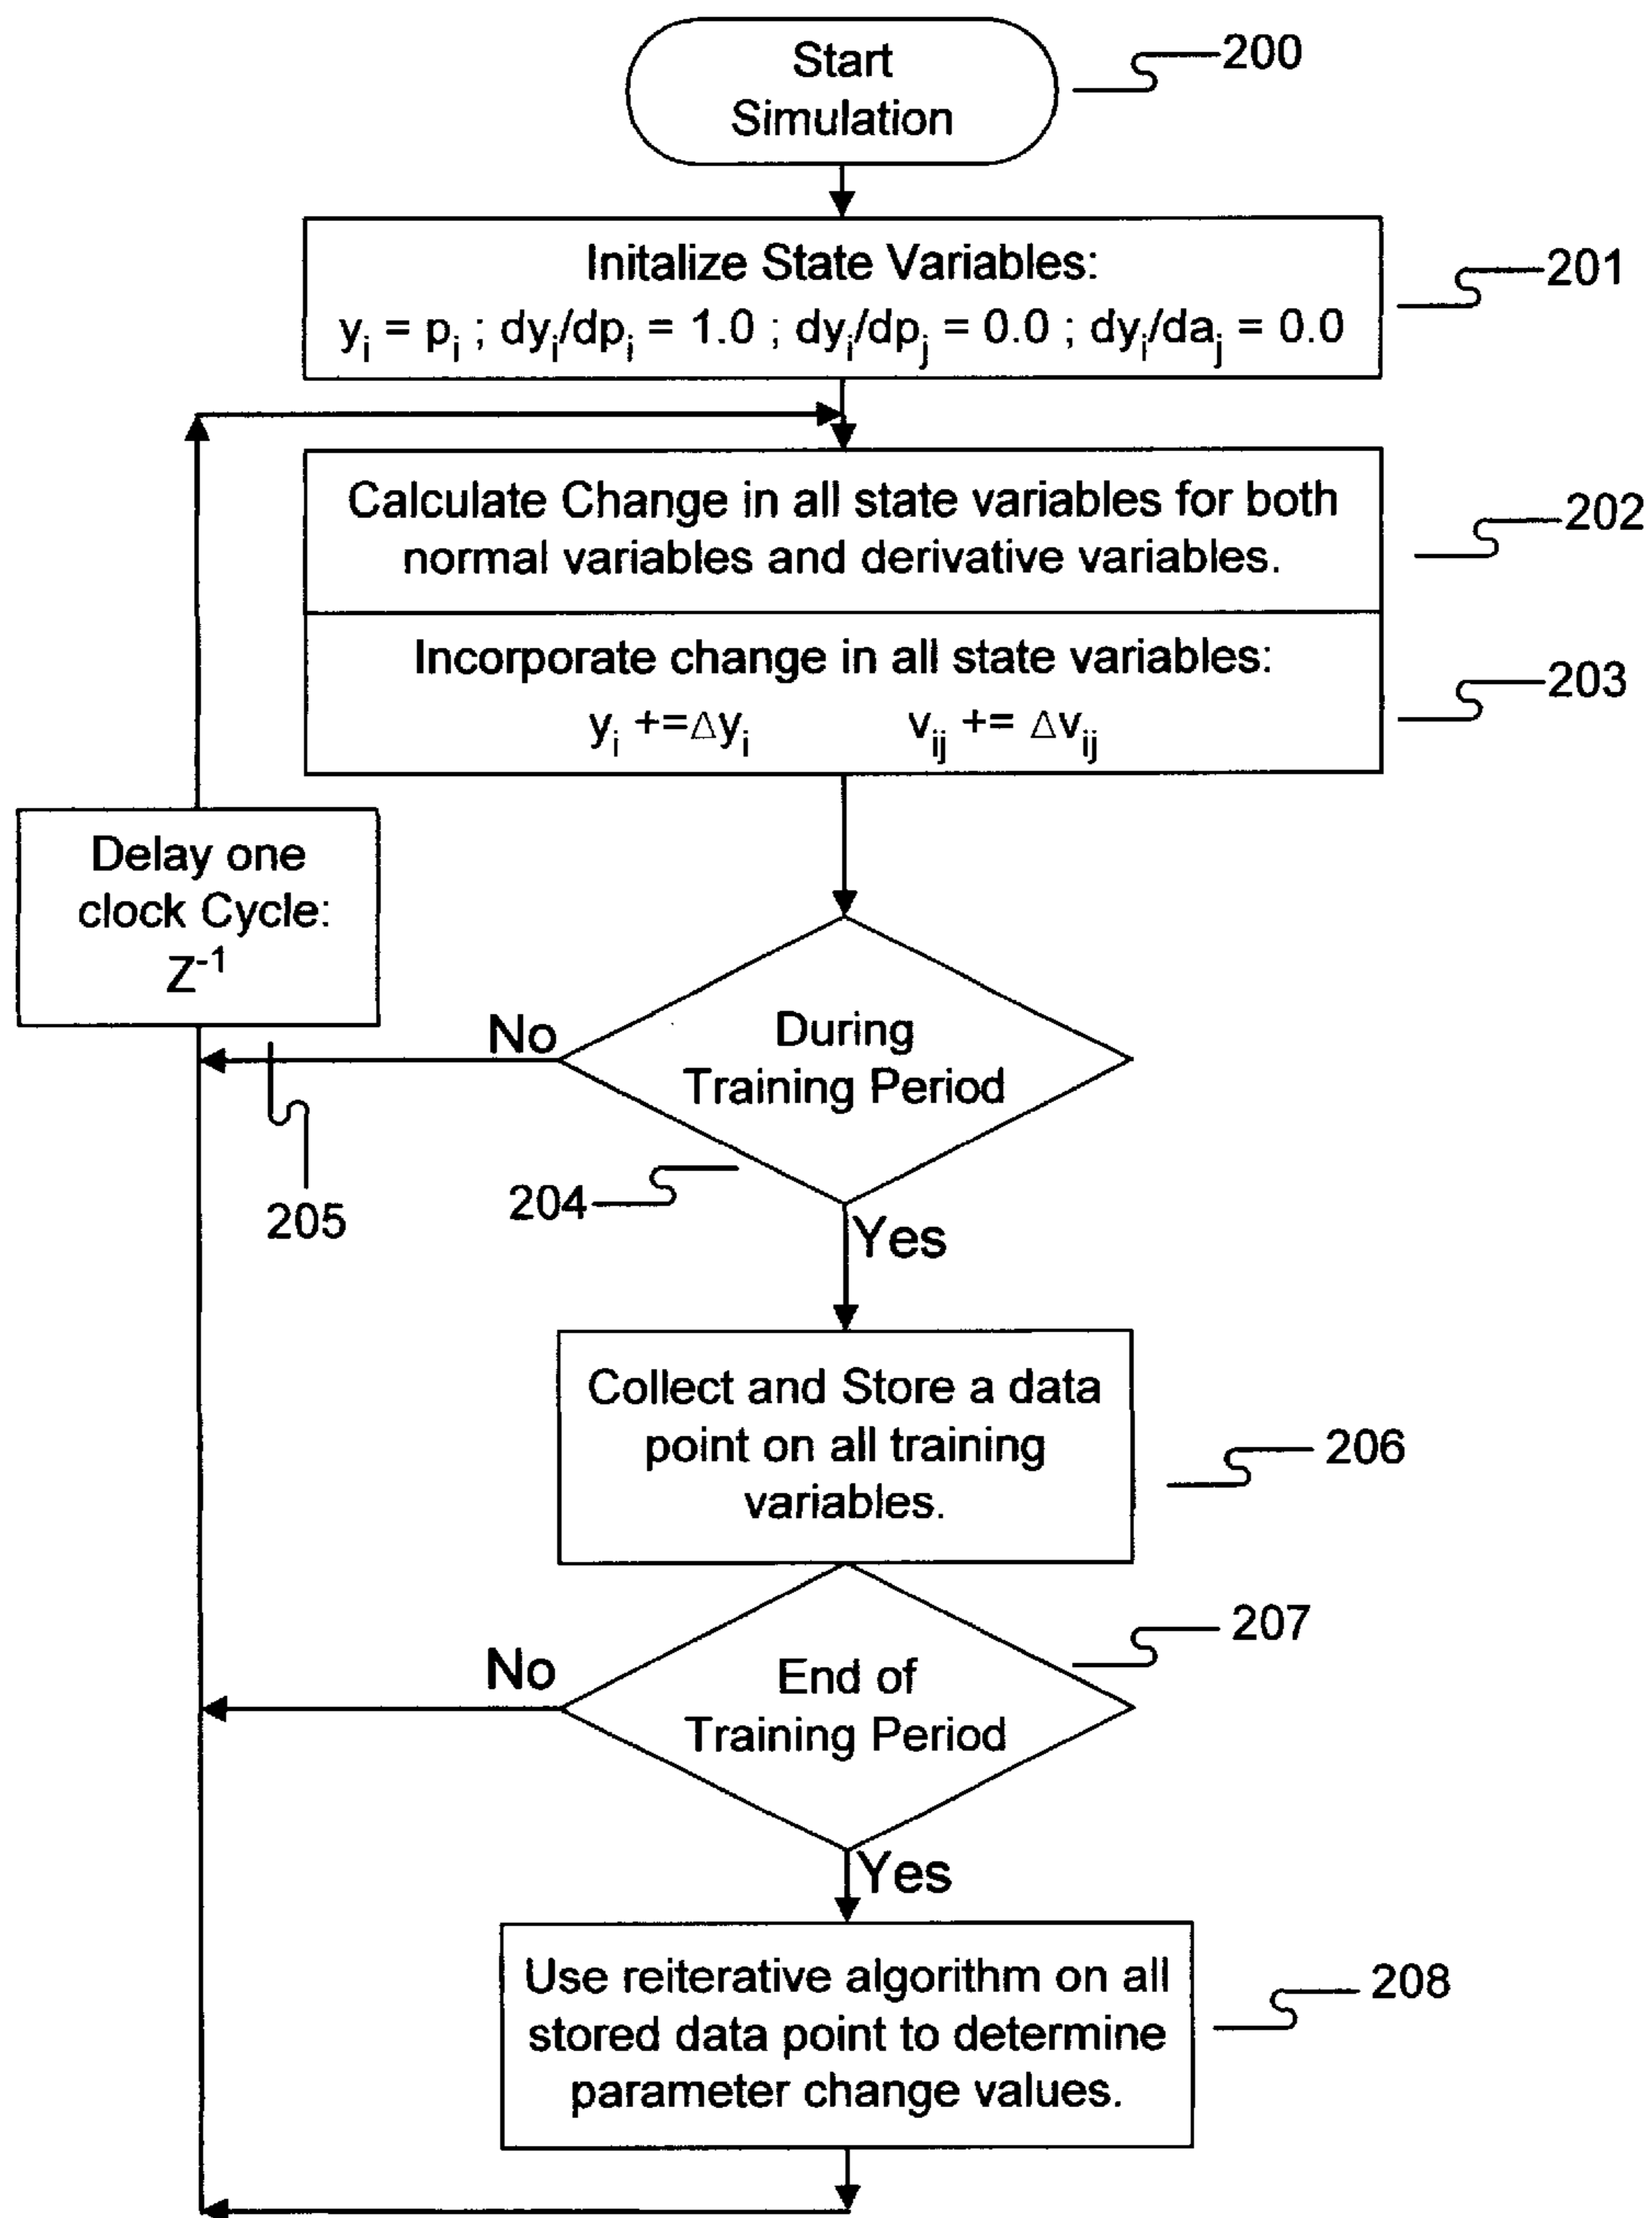 Start
Simulation
200
Initalize State Variables:
yᵢ = pᵢ ; dyᵢ/dpᵢ = 1.0 ; dyᵢ/dpⱼ = 0.0 ; dyᵢ/daⱼ = 0.0
201
Calculate Change in all state variables for both
normal variables and derivative variables.
202
Incorporate change in all state variables:
yᵢ +=Δyᵢ vᵢⱼ += Δvᵢⱼ
203
Delay one
clock Cycle:
Z⁻¹
205
No
During
Training Period
204
Yes
Collect and Store a data
point on all training
variables.
206
No
End of
Training Period
207
Yes
Use reiterative algorithm on all
stored data point to determine
parameter change values.
208